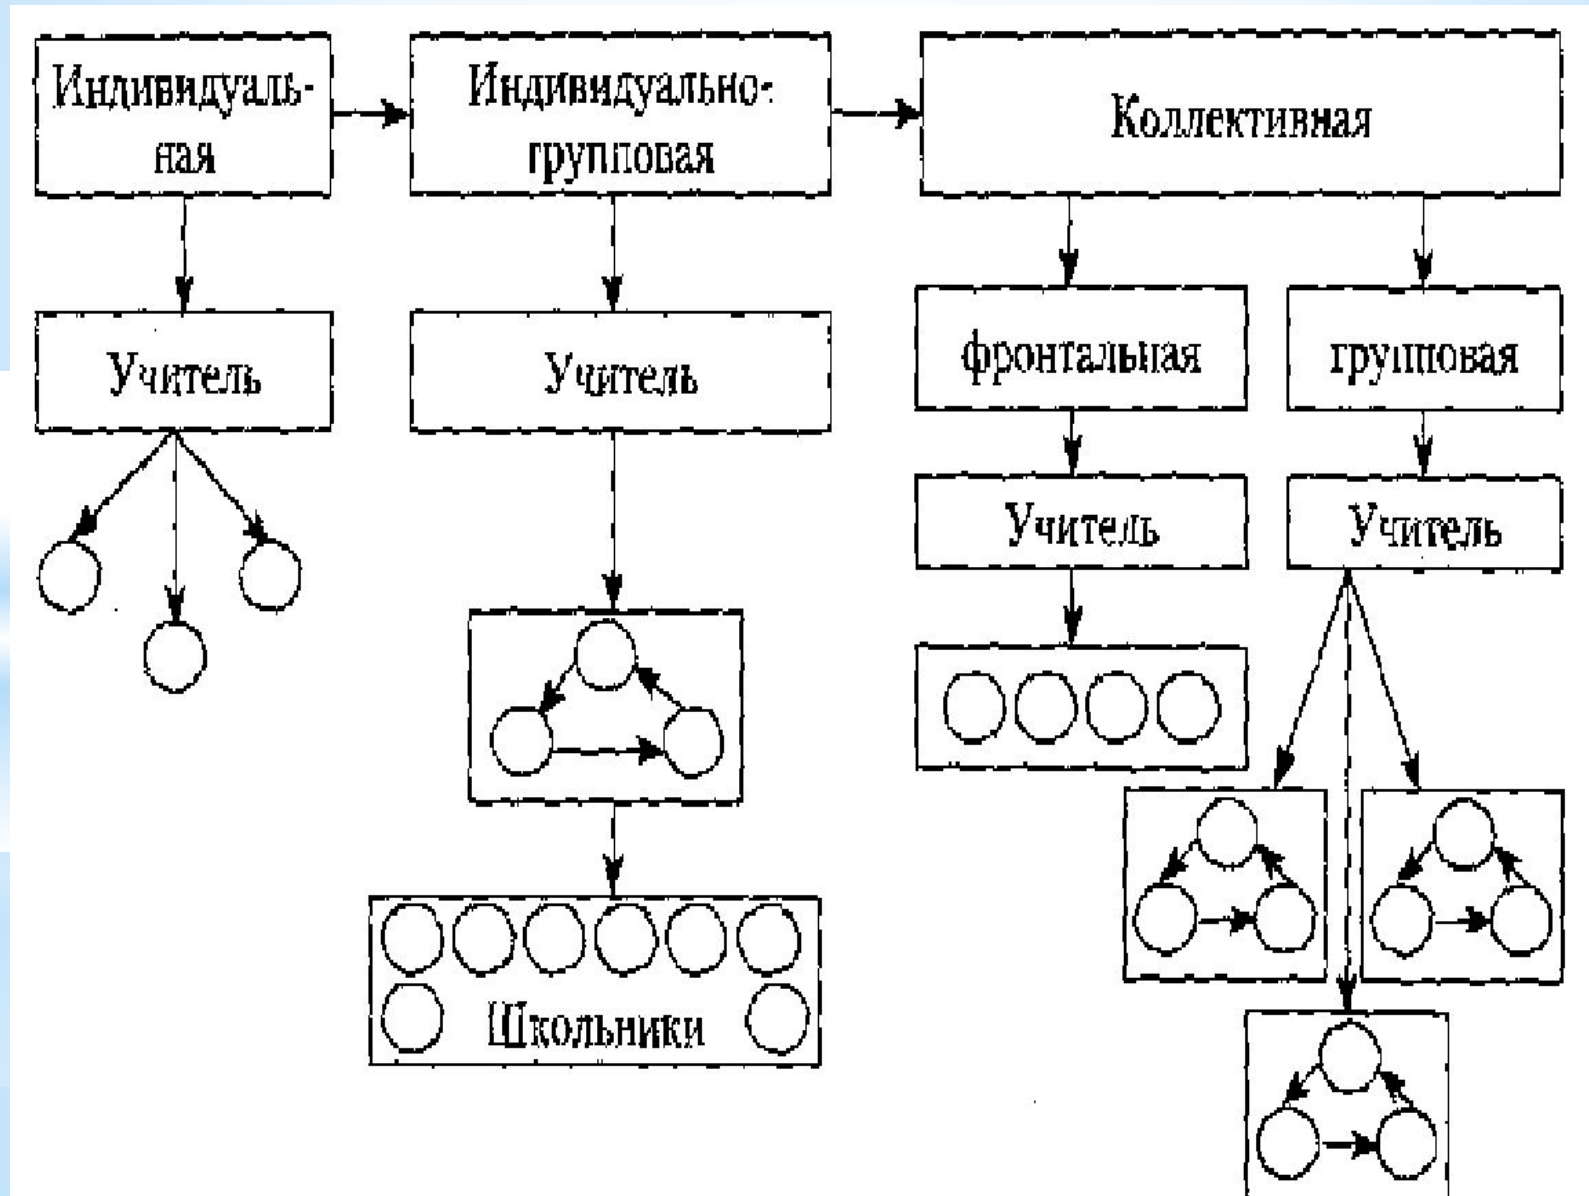 Индивидуаль-
ная
Индивидуально-
групповая
Коллективная
Учитель
Учитель
фронтальная
групповая
Учитель
Учитель
Школьники